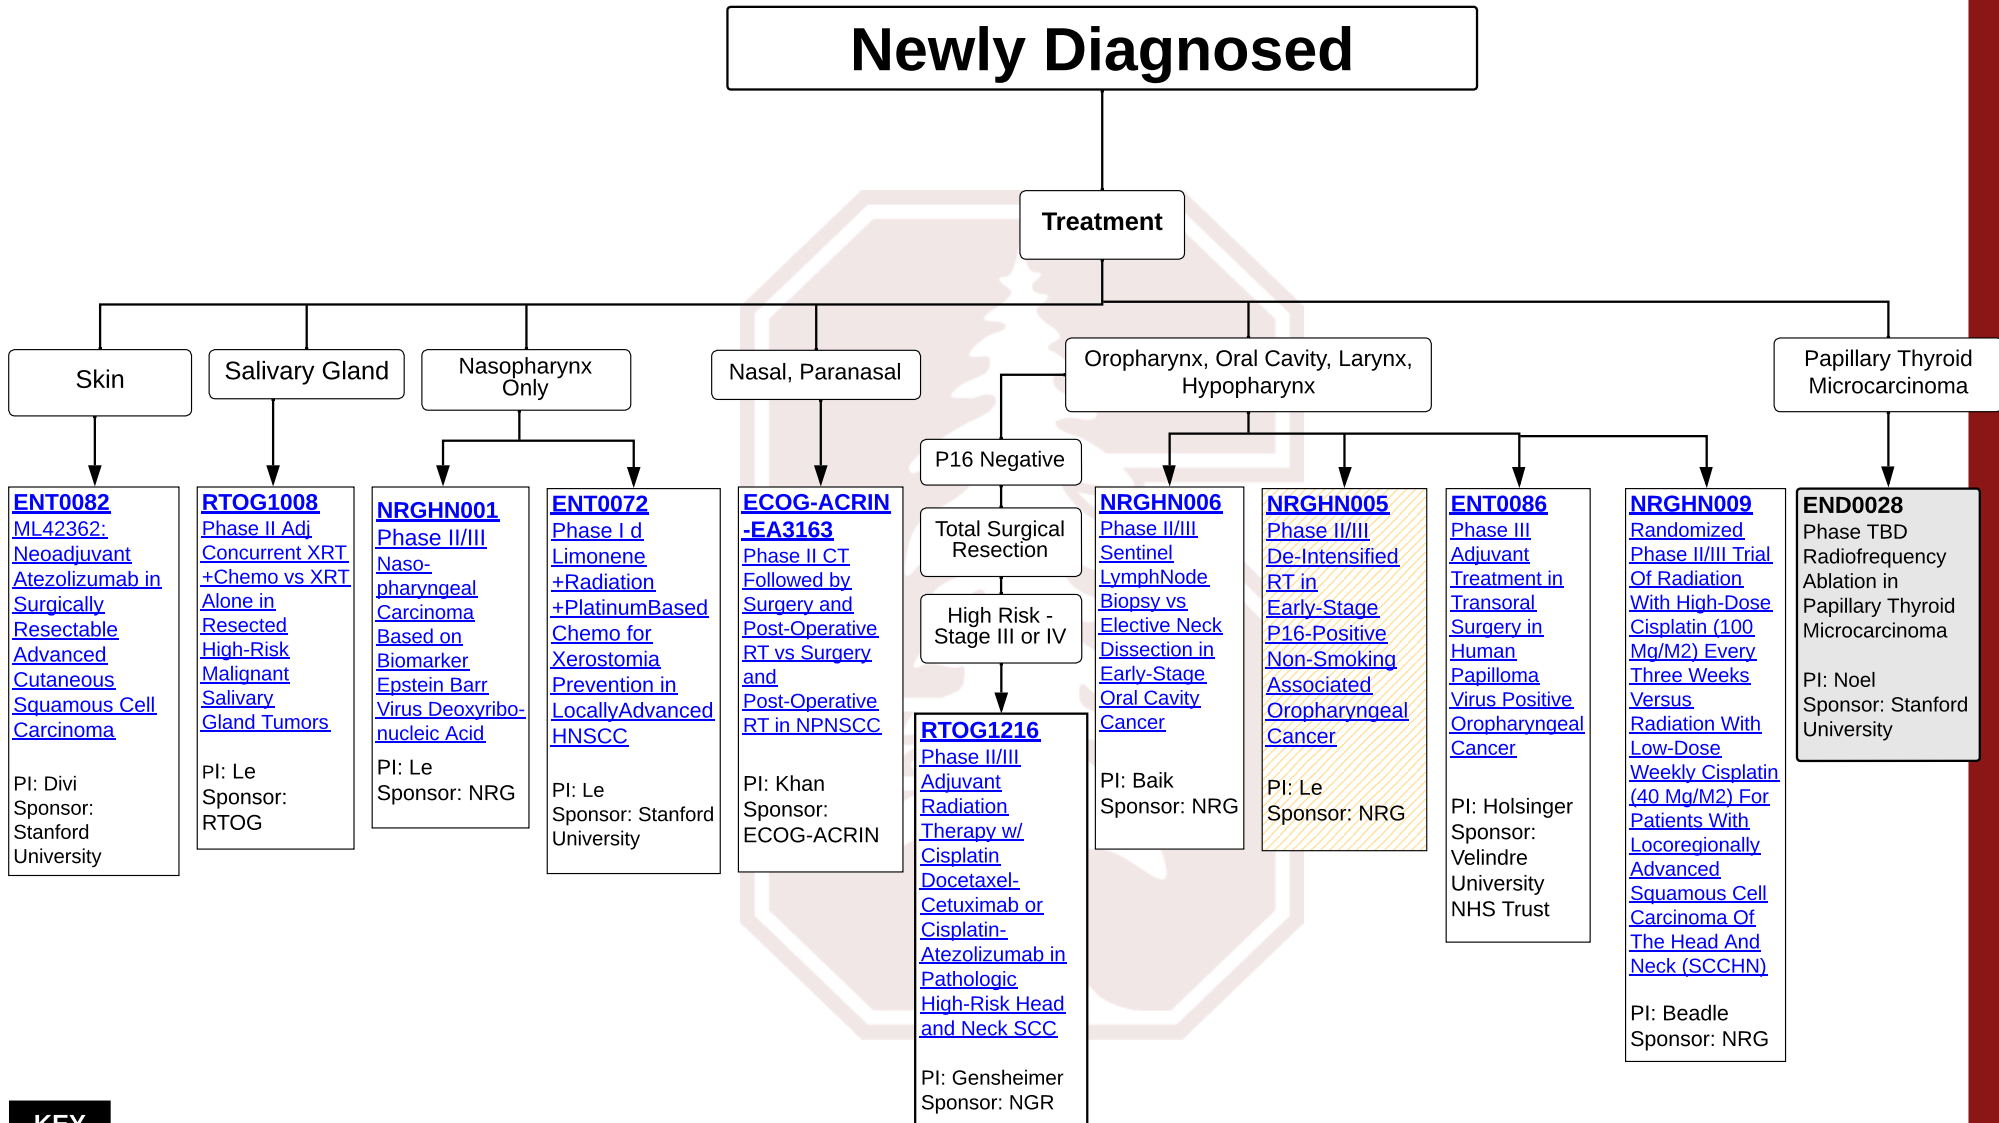 Newly Diagnosed
Treatment
Skin
Salivary Gland
Nasopharynx
Only
Nasal, Paranasal
Oropharynx, Oral Cavity, Larynx,
Hypopharynx
Papillary Thyroid
Microcarcinoma
P16 Negative
Total Surgical
Resection
High Risk -
Stage III or IV
ENT0082
ML42362:
Neoadjuvant
Atezolizumab in
Surgically
Resectable
Advanced
Cutaneous
Squamous Cell
Carcinoma
PI: Divi
Sponsor:
Stanford
University
RTOG1008
Phase II Adj
Concurrent XRT
+Chemo vs XRT
Alone in
Resected
High-Risk
Malignant
Salivary
Gland Tumors
PI: Le
Sponsor:
RTOG
NRGHN001
Phase II/III
Naso-
pharyngeal
Carcinoma
Based on
Biomarker
Epstein Barr
Virus Deoxyribo-
nucleic Acid
PI: Le
Sponsor: NRG
ENT0072
Phase I d
Limonene
+Radiation
+PlatinumBased
Chemo for
Xerostomia
Prevention in
LocallyAdvanced
HNSCC
PI: Le
Sponsor: Stanford
University
ECOG-ACRIN
-EA3163
Phase II CT
Followed by
Surgery and
Post-Operative
RT vs Surgery
and
Post-Operative
RT in NPNSCC
PI: Khan
Sponsor:
ECOG-ACRIN
RTOG1216
Phase II/III
Adjuvant
Radiation
Therapy w/
Cisplatin
Docetaxel-
Cetuximab or
Cisplatin-
Atezolizumab in
Pathologic
High-Risk Head
and Neck SCC
PI: Gensheimer
Sponsor: NGR
NRGHN006
Phase II/III
Sentinel
LymphNode
Biopsy vs
Elective Neck
Dissection in
Early-Stage
Oral Cavity
Cancer
PI: Baik
Sponsor: NRG
NRGHN005
Phase II/III
De-Intensified
RT in
Early-Stage
P16-Positive
Non-Smoking
Associated
Oropharyngeal
Cancer
PI: Le
Sponsor: NRG
ENT0086
Phase III
Adjuvant
Treatment in
Transoral
Surgery in
Human
Papilloma
Virus Positive
Oropharyngeal
Cancer
PI: Holsinger
Sponsor:
Velindre
University
NHS Trust
NRGHN009
Randomized
Phase II/III Trial
Of Radiation
With High-Dose
Cisplatin (100
Mg/M2) Every
Three Weeks
Versus
Radiation With
Low-Dose
Weekly Cisplatin
(40 Mg/M2) For
Patients With
Locoregionally
Advanced
Squamous Cell
Carcinoma Of
The Head And
Neck (SCCHN)
PI: Beadle
Sponsor: NRG
END0028
Phase TBD
Radiofrequency
Ablation in
Papillary Thyroid
Microcarcinoma
PI: Noel
Sponsor: Stanford
University
KEY